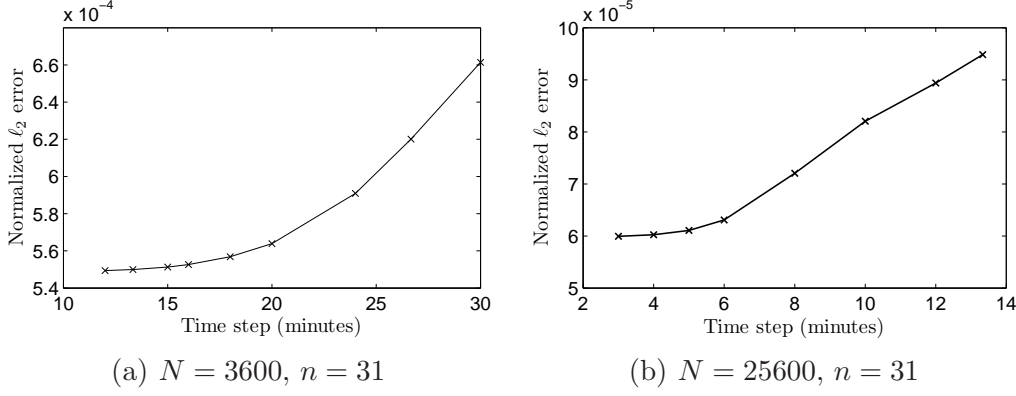 x 10⁻⁴
6.6
6.4
6.2
6
5.8
5.6
5.4
10 15 20 25 30
Normalized ℓ₂ error
Time step (minutes)
(a) N = 3600, n = 31
x 10⁻⁵
10
9
8
7
6
5
2 4 6 8 10 12 14
Normalized ℓ₂ error
Time step (minutes)
(b) N = 25600, n = 31